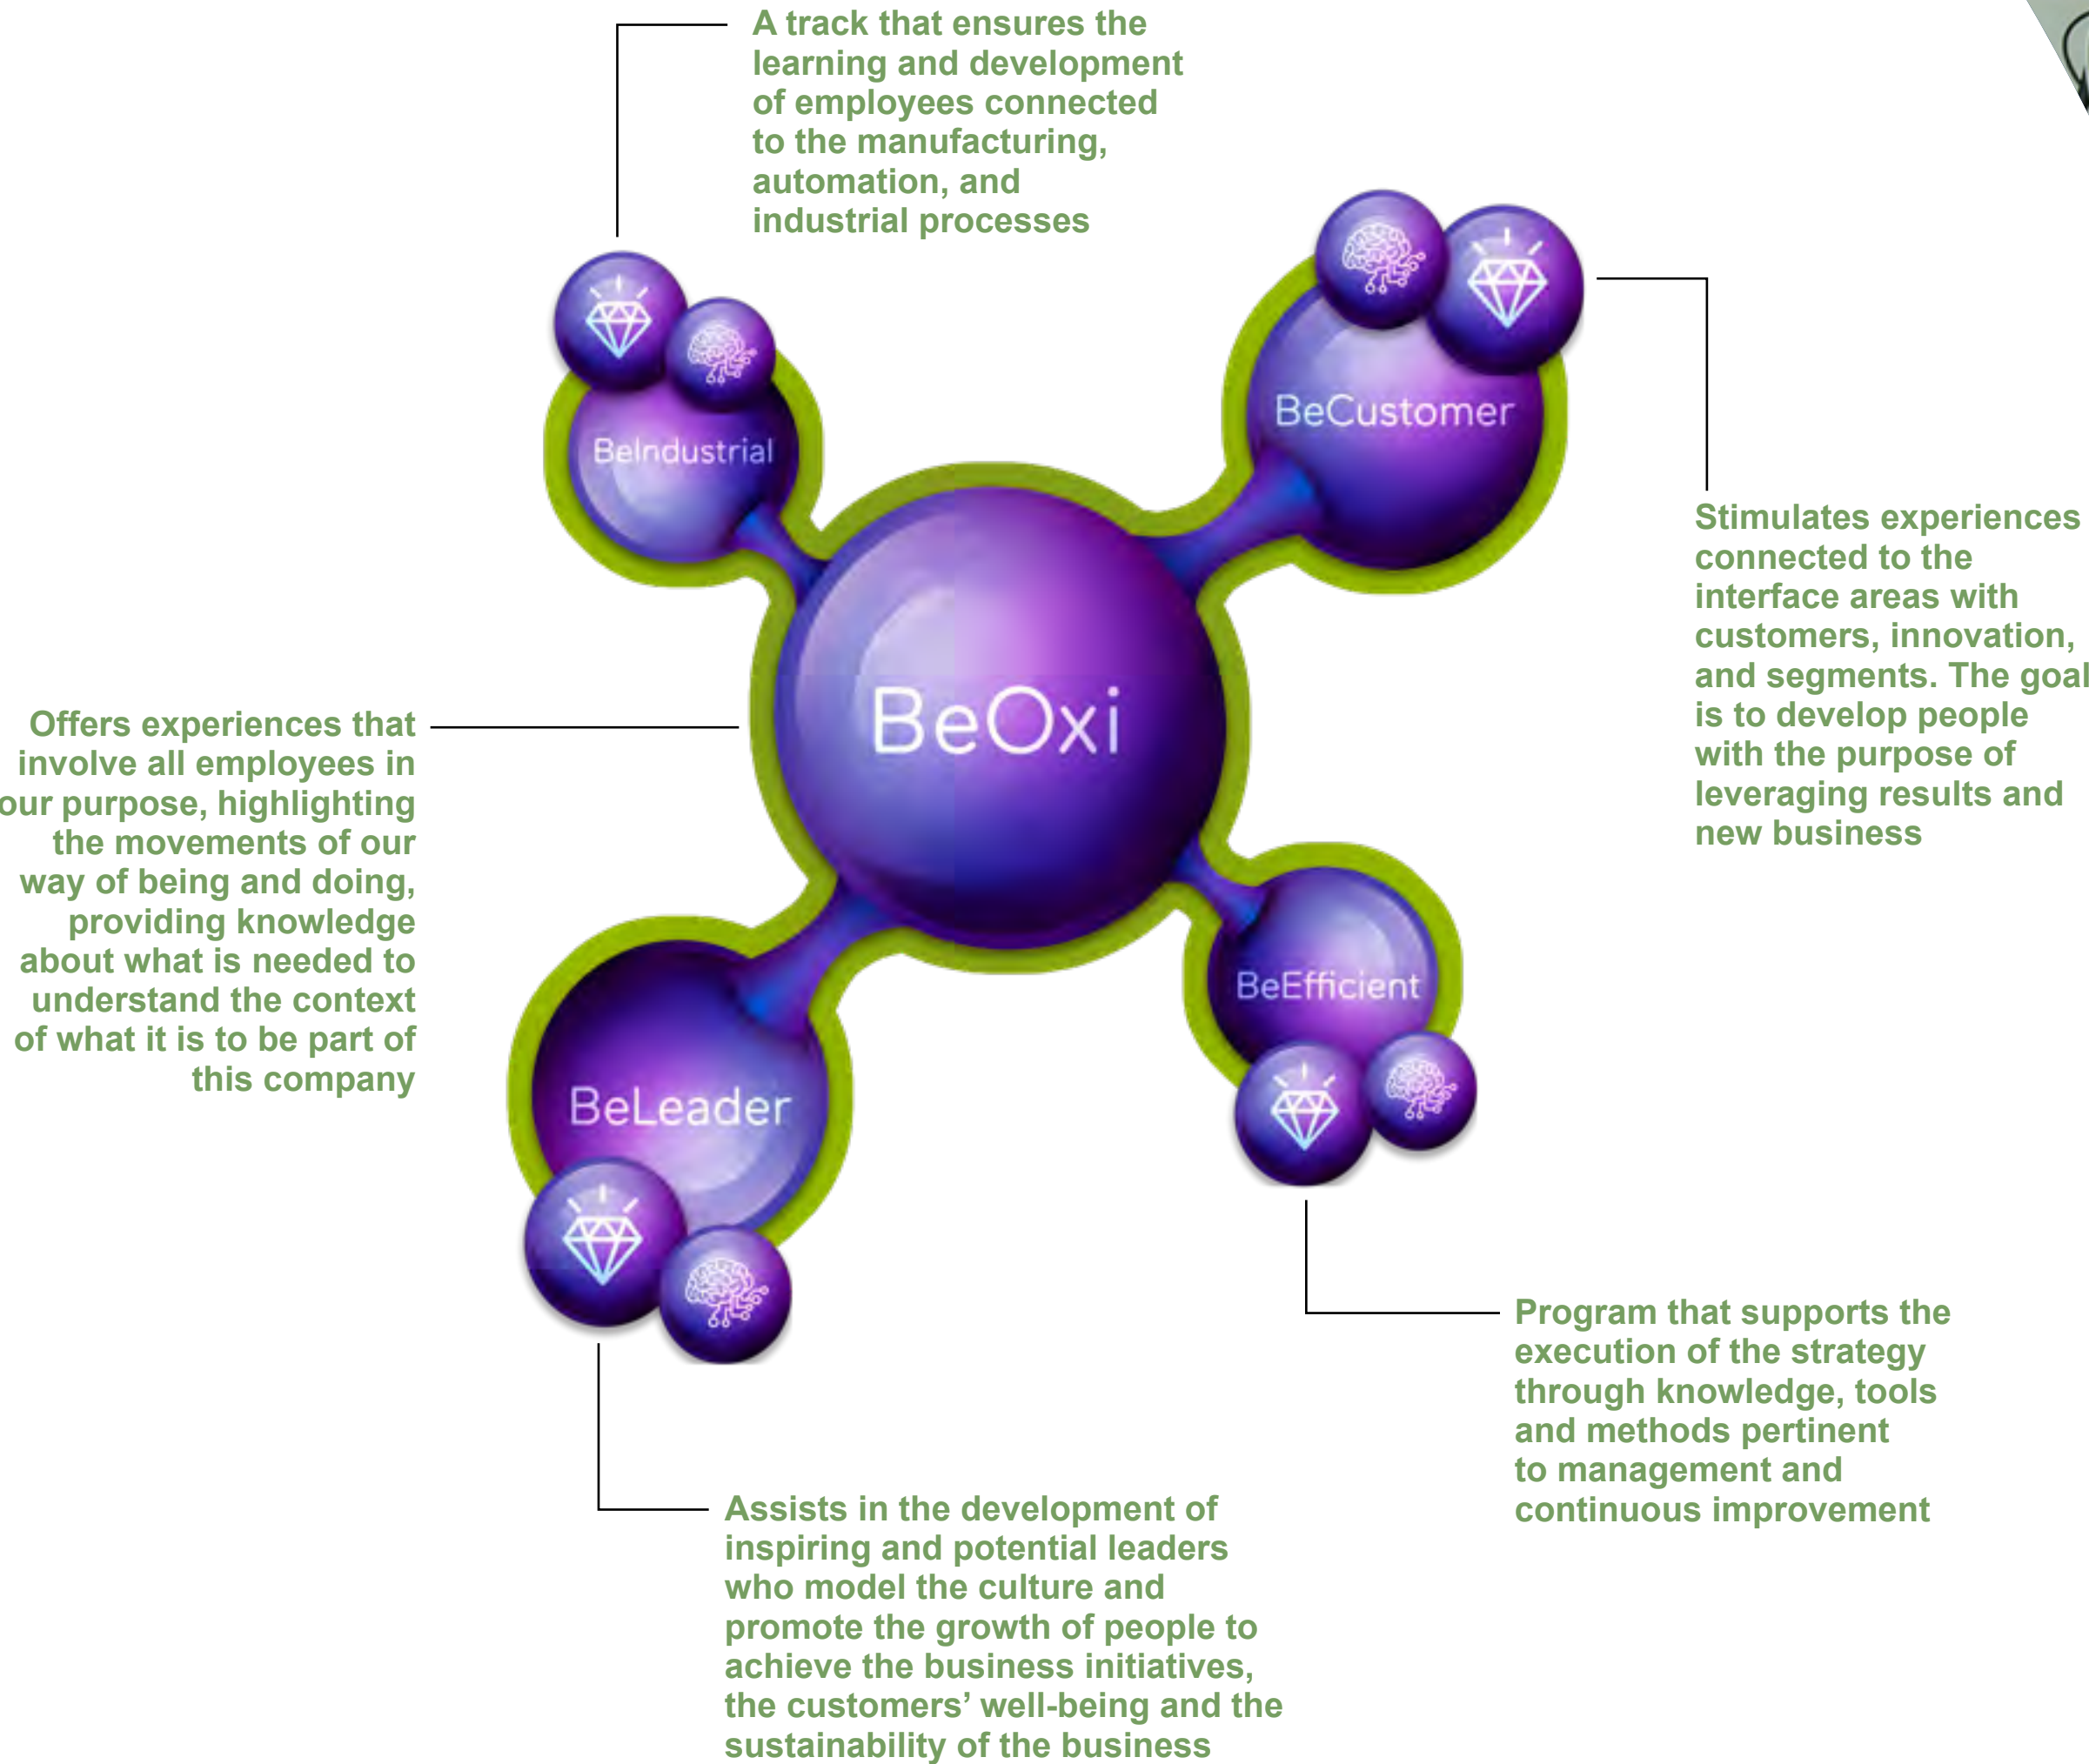 A track that ensures the
learning and development
of employees connected
to the manufacturing,
automation, and
industrial processes
BeIndustrial
BeCustomer
Stimulates experiences
connected to the
interface areas with
customers, innovation,
and segments. The goal
is to develop people
with the purpose of
leveraging results and
new business
BeOxi
Offers experiences that
involve all employees in
our purpose, highlighting
the movements of our
way of being and doing,
providing knowledge
about what is needed to
understand the context
of what it is to be part of
this company
BeEfficient
BeLeader
Program that supports the
execution of the strategy
through knowledge, tools
and methods pertinent
to management and
continuous improvement
Assists in the development of
inspiring and potential leaders
who model the culture and
promote the growth of people to
achieve the business initiatives,
the customers’ well-being and the
sustainability of the business